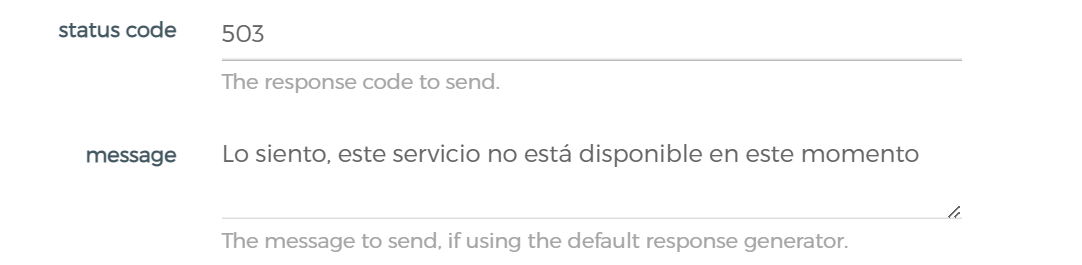 status code
503
The response code to send.
message
Lo siento, este servicio no está disponible en este momento
The message to send, if using the default response generator.